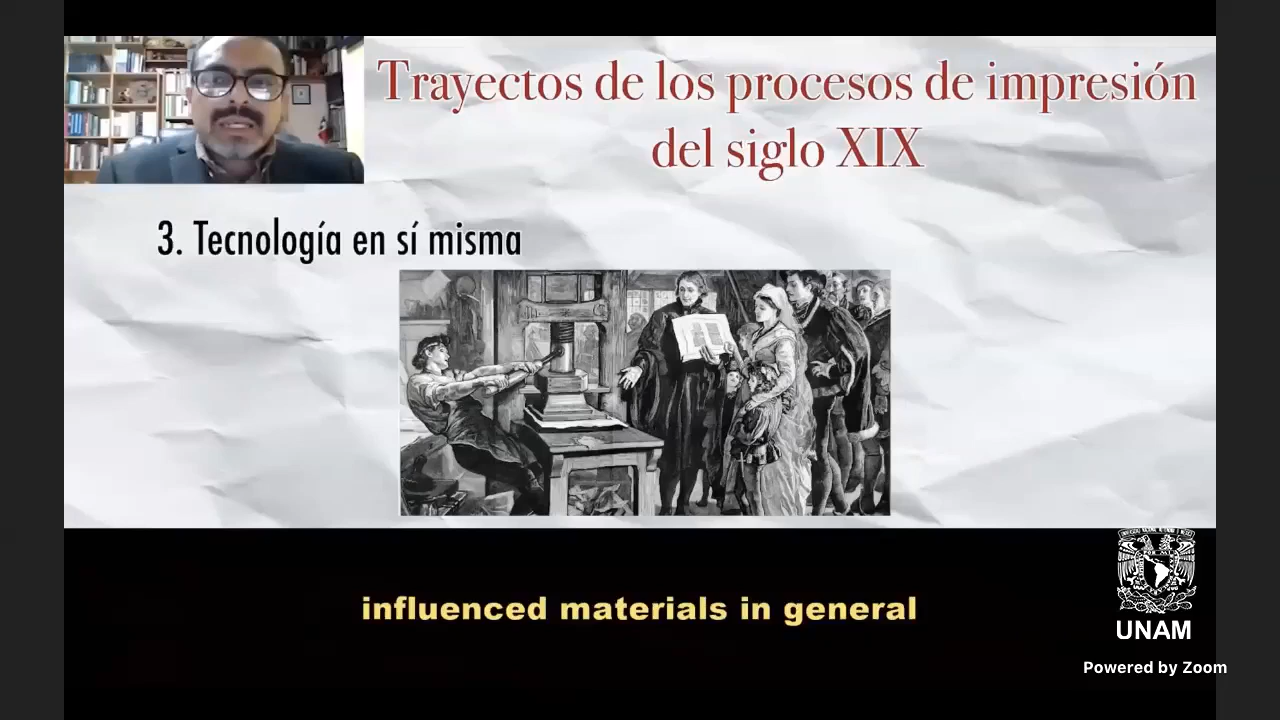 Trayectos de los procesos de impresión
del siglo XIX
3. Tecnología en sí misma
influenced materials in general
UNAM
Powered by Zoom